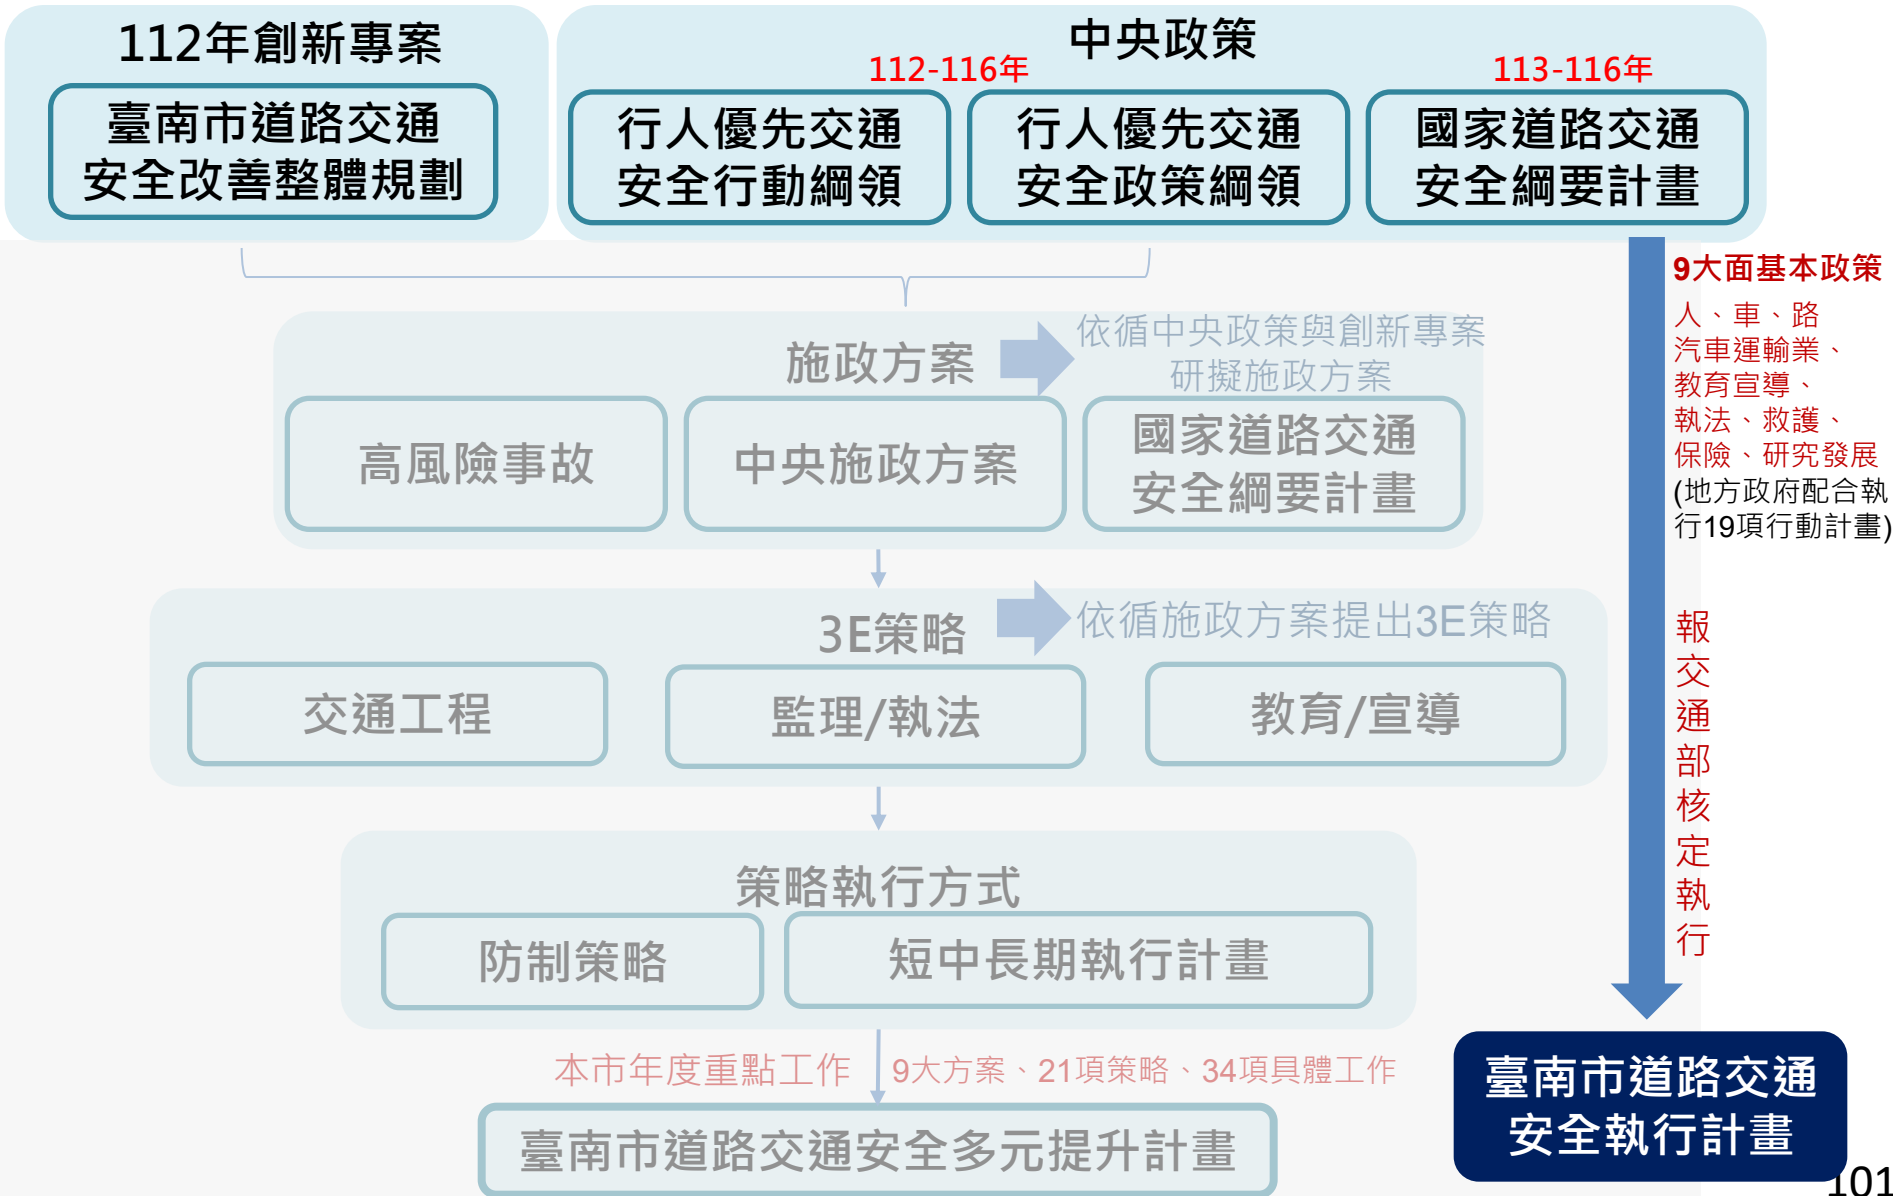 112年創新專案
臺南市道路交通
安全改善整體規劃
中央政策
112-116年
113-116年
行人優先交通
安全行動綱領
行人優先交通
安全政策綱領
國家道路交通
安全綱要計畫
9大面基本政策
人、車、路
汽車運輸業、
教育宣導、
執法、救護、
保險、研究發展
(地方政府配合執
行19項行動計畫)
施政方案
依循中央政策與創新專案
研擬施政方案
高風險事故
中央施政方案
國家道路交通
安全綱要計畫
3E策略
依循施政方案提出3E策略
交通工程
監理/執法
教育/宣導
報
交
通
部
核
定
執
行
策略執行方式
防制策略
短中長期執行計畫
本市年度重點工作
9大方案、21項策略、34項具體工作
臺南市道路交通安全多元提升計畫
臺南市道路交通
安全執行計畫
101